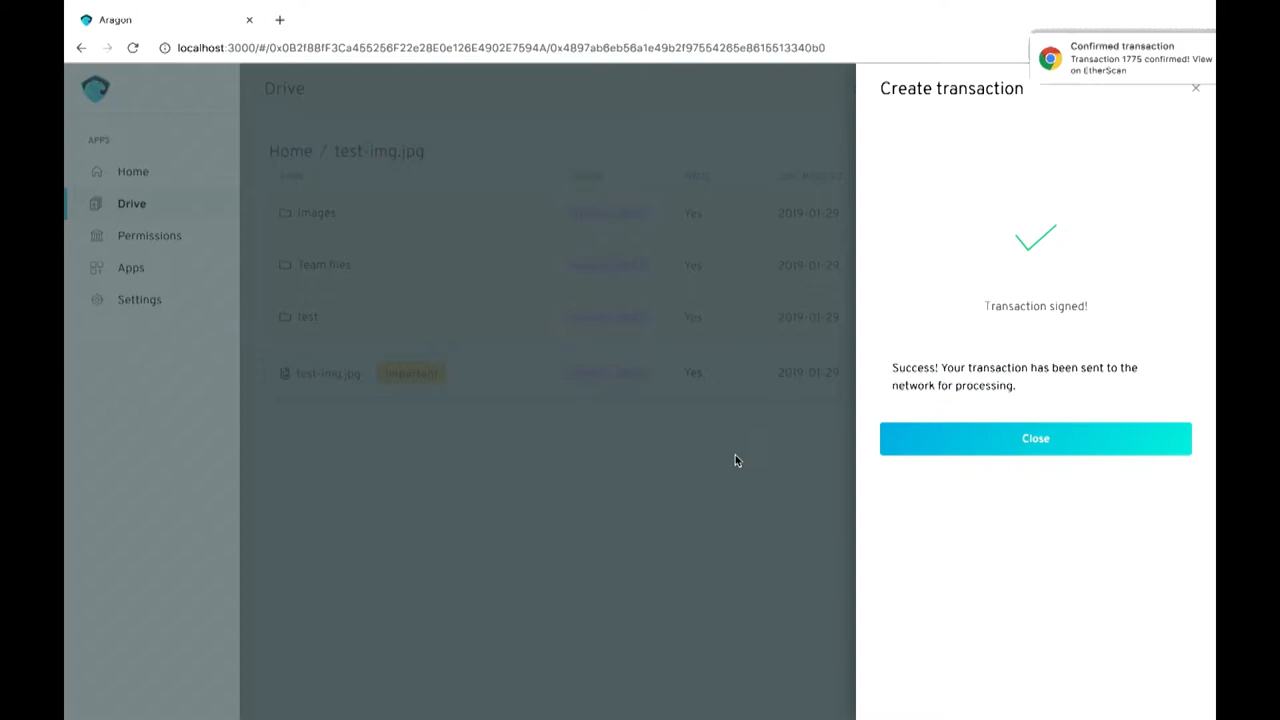 Aragon
localhost:3000/#/0x0B2f88fF3Ca455256F22e28E0e126E4902E7594A/0x4897ab6eb56a1e49b2f97554265e8615513340b0
Confirmed transaction
Transaction 1775 confirmed! View
on EtherScan
Drive
Create transaction
APPS
Home
Drive
Permissions
Apps
Settings
Home / test-img.jpg
images Yes 2019-01-29
Team files Yes 2019-01-29
test Yes 2019-01-29
test-img.jpg Important Yes 2019-01-29
Transaction signed!
Success! Your transaction has been sent to the
network for processing.
Close